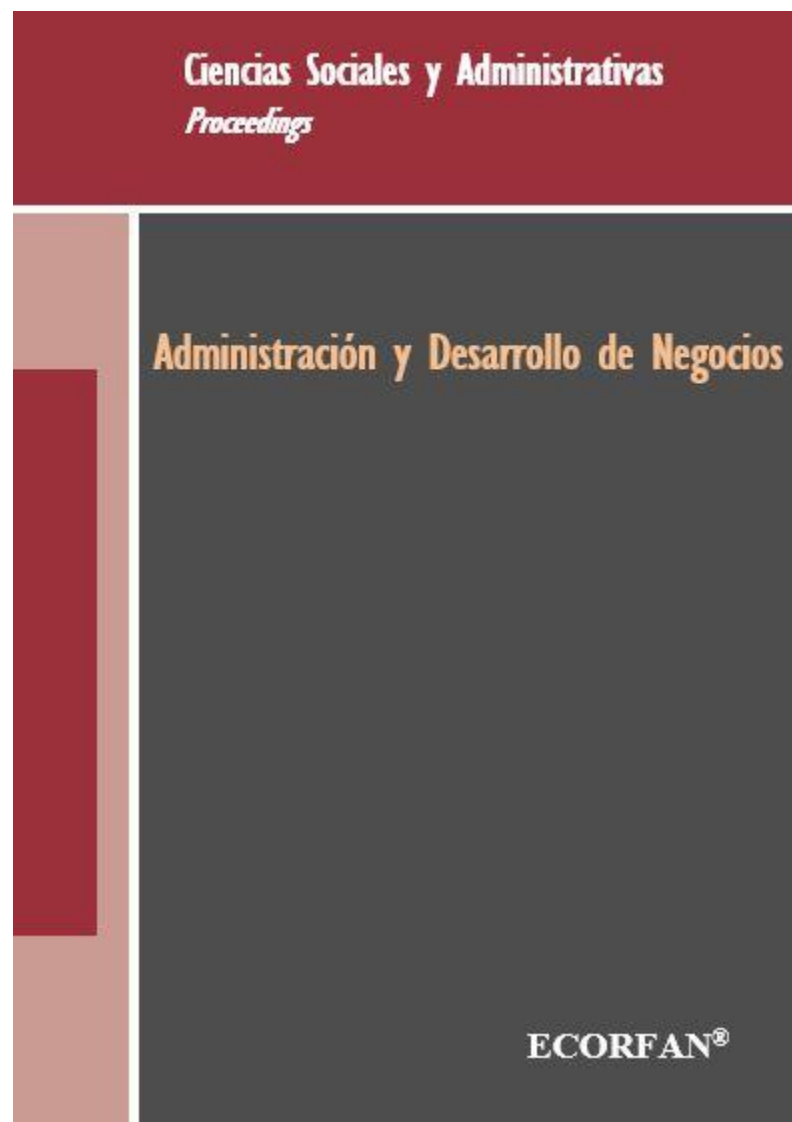 Ciencias Sociales y Administrativas
Proceedings
Administración y Desarrollo de Negocios
ECORFAN®